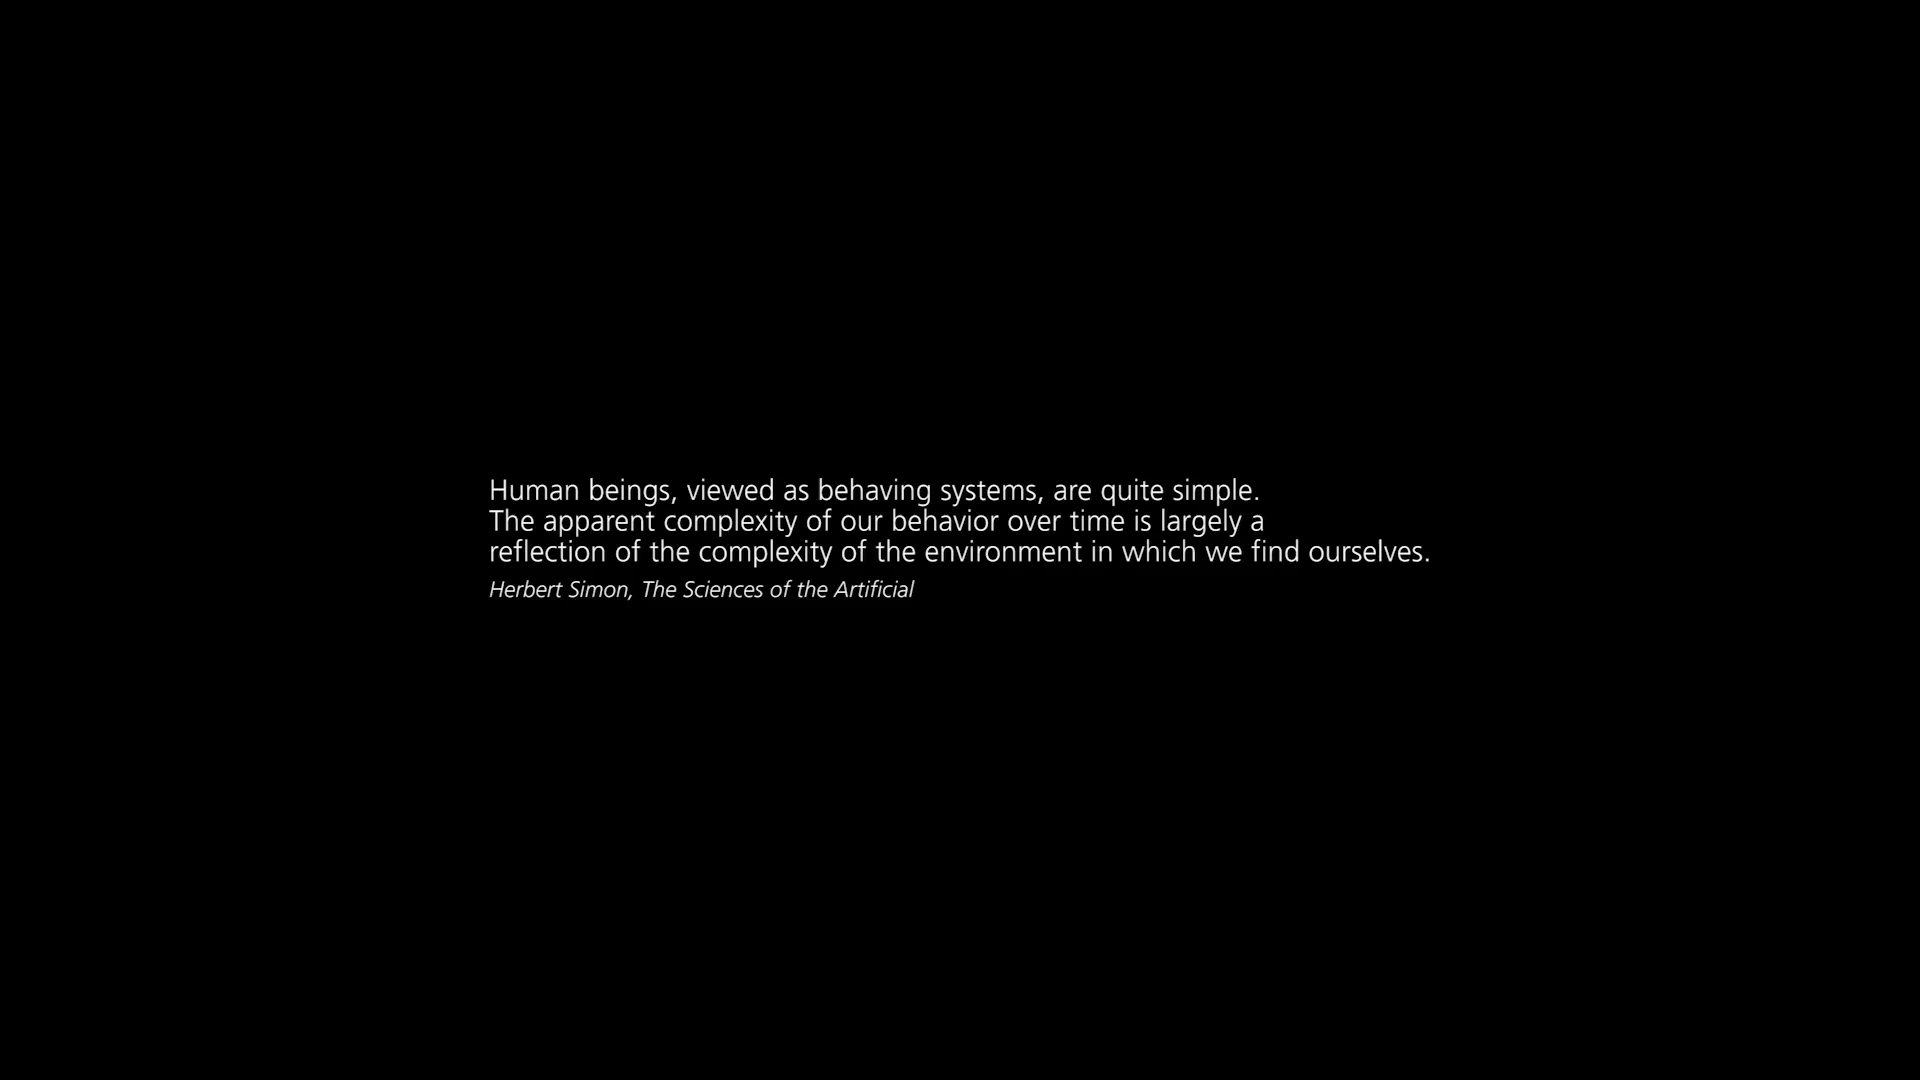 Human beings, viewed as behaving systems, are quite simple.
The apparent complexity of our behavior over time is largely a
reflection of the complexity of the environment in which we find ourselves.
Herbert Simon, The Sciences of the Artificial